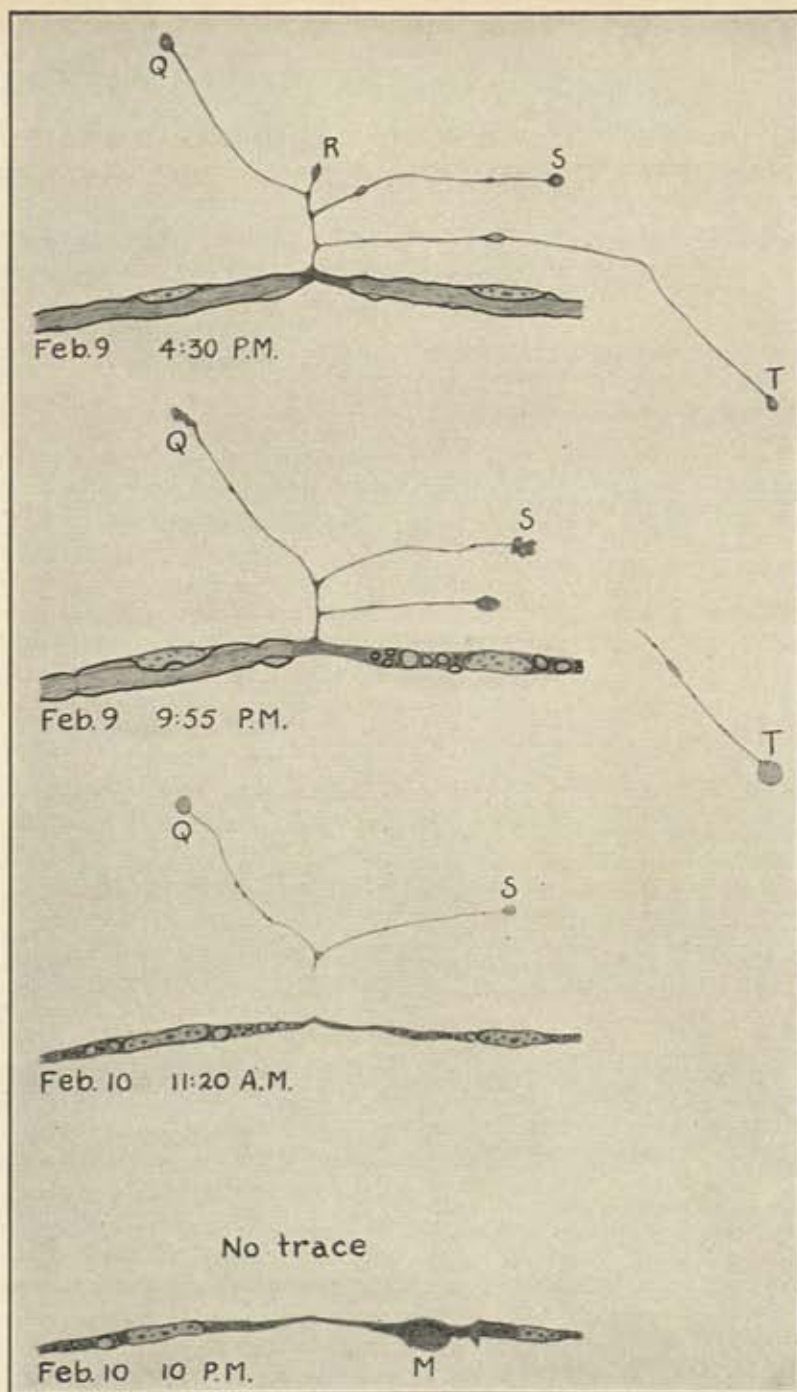 Q
R
S
T
Feb. 9 4:30 P.M.
Q
S
T
Feb. 9 9:55 P.M.
Q
S
Feb. 10 11:20 A.M.
No trace
Feb. 10 10 P.M.
M